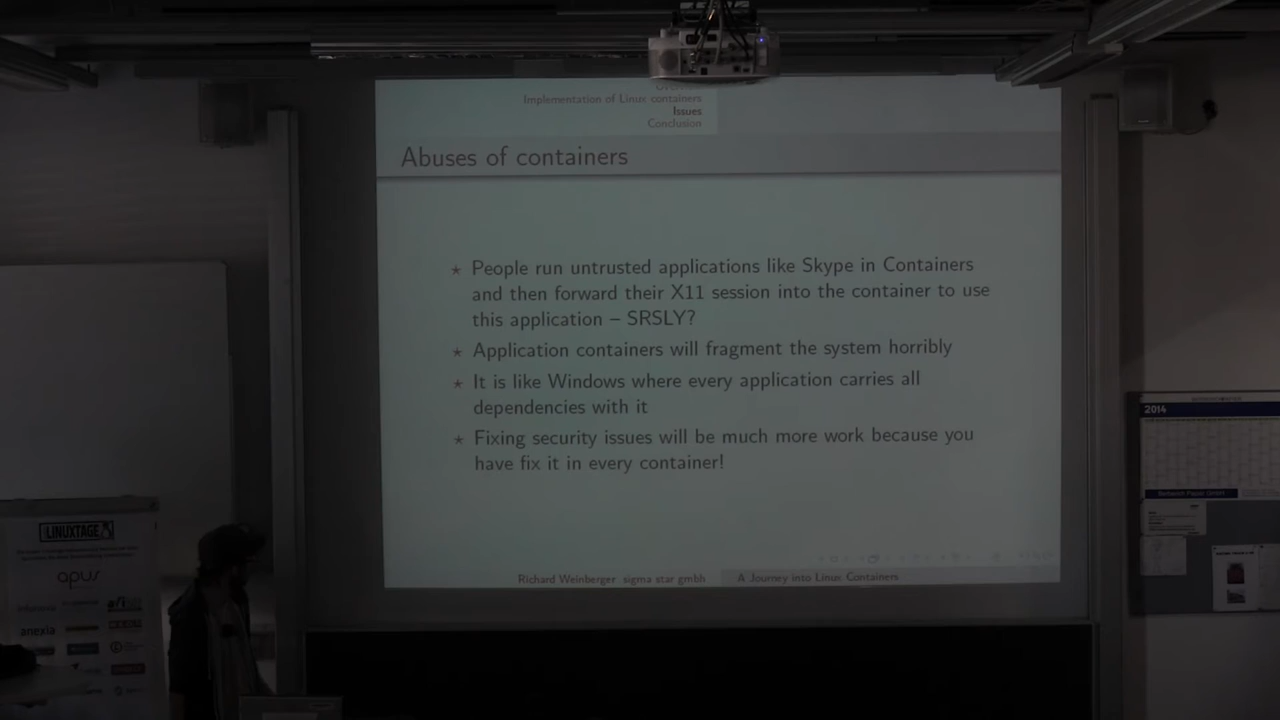 Implementation of Linux containers
Issues
Conclusion
Abuses of containers
⋆ People run untrusted applications like Skype in Containers
and then forward their X11 session into the container to use
this application – SRSLY?
⋆ Application containers will fragment the system horribly
⋆ It is like Windows where every application carries all
dependencies with it
⋆ Fixing security issues will be much more work because you
have fix it in every container!
Richard Weinberger sigma star gmbh
A Journey into Linux Containers
LINUXTAGE
apus
anexia
2014